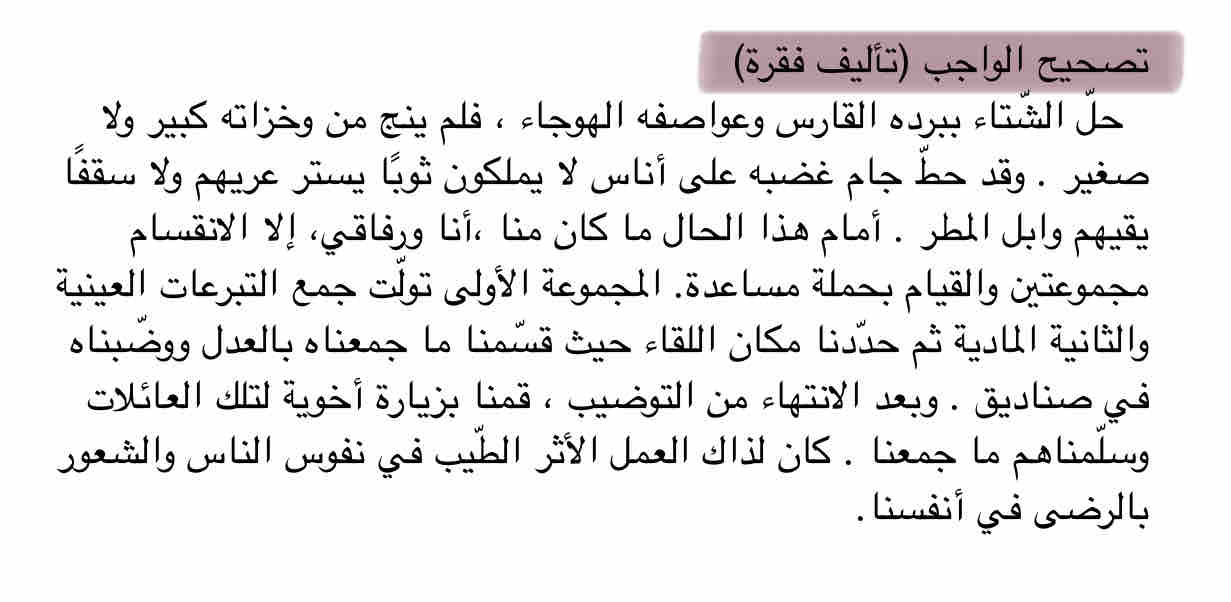 تصحيح الواجب (تأليف فقرة)
حلّ الشّتاء ببرده القارس وعواصفه الهوجاء ، فلم ينج من وخزاته كبير ولا
صغير . وقد حطّ جام غضبه على أناس لا يملكون ثوبًا يستر عريهم ولا سقفًا
يقيهم وابل المطر . أمام هذا الحال ما كان منا ،أنا ورفاقي، إلا الانقسام
مجموعتين والقيام بحملة مساعدة. المجموعة الأولى تولّت جمع التبرعات العينية
والثانية المادية ثم حدّدنا مكان اللقاء حيث قسّمنا ما جمعناه بالعدل ووضّبناه
في صناديق . وبعد الانتهاء من التوضيب ، قمنا بزيارة أخوية لتلك العائلات
وسلّمناهم ما جمعنا . كان لذاك العمل الأثر الطّيب في نفوس الناس والشعور
بالرضى في أنفسنا.